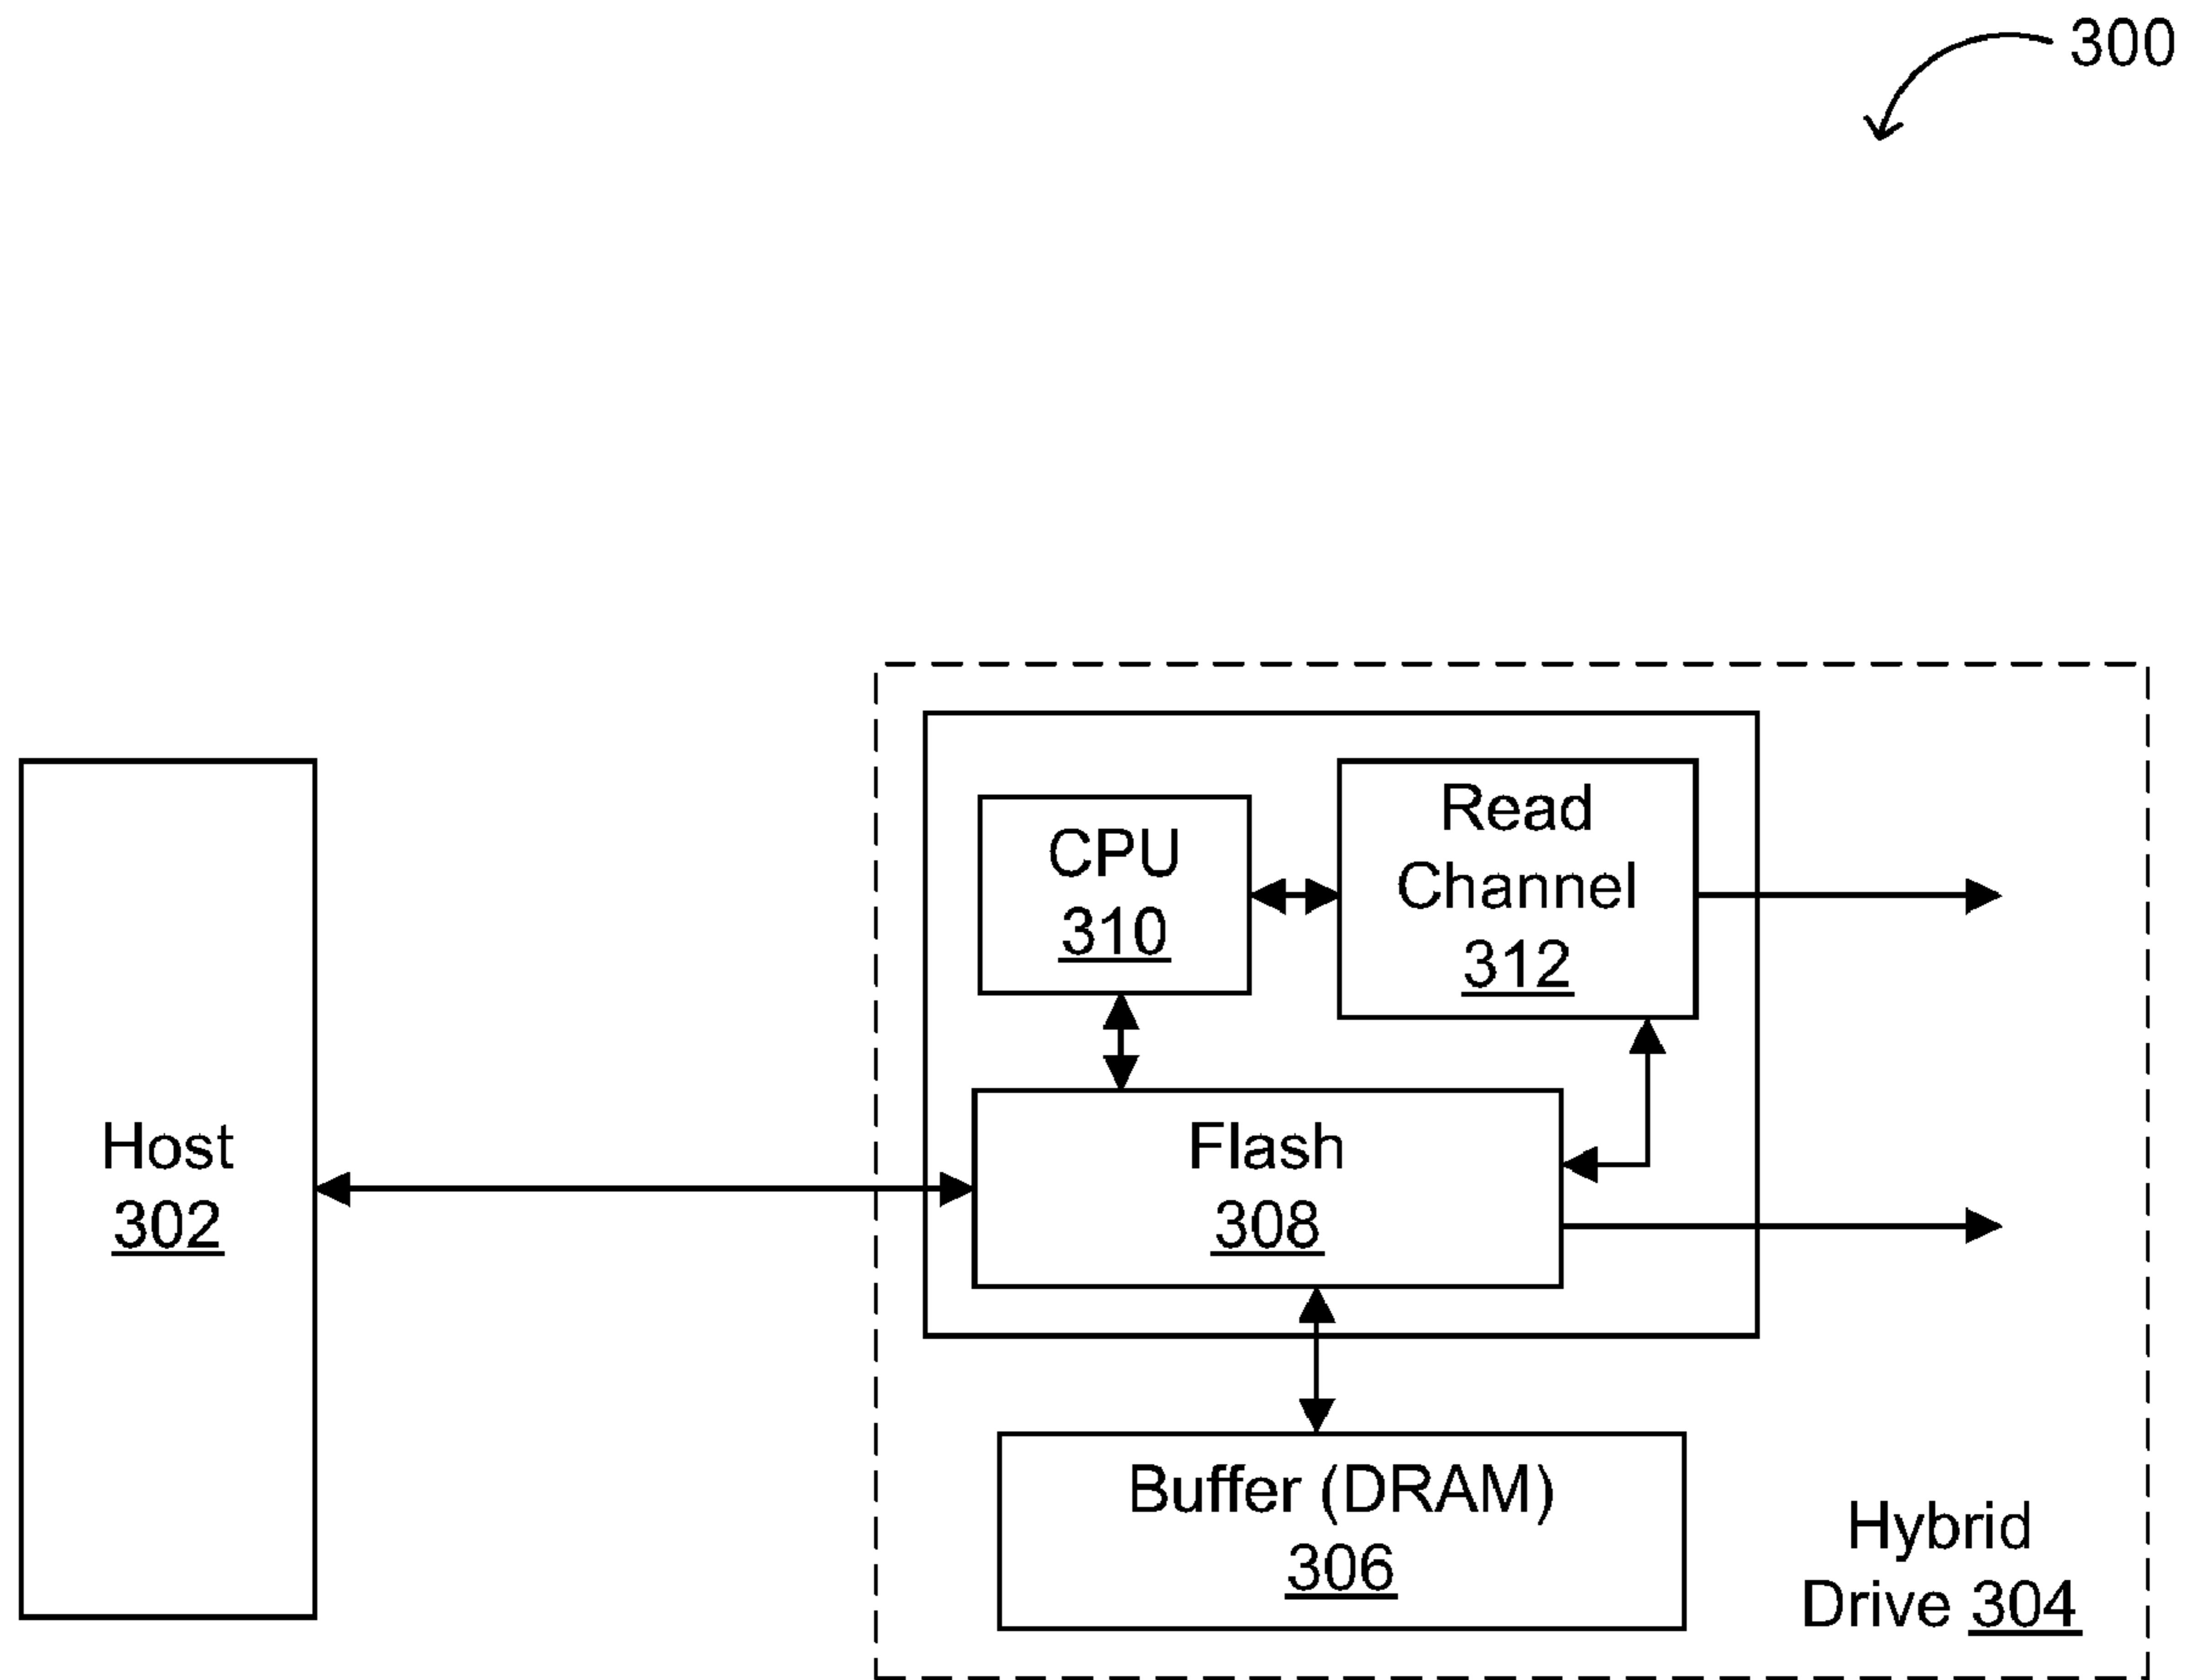 300
CPU
310
Read
Channel
312
Host
302
Flash
308
Buffer (DRAM)
306
Hybrid
Drive 304